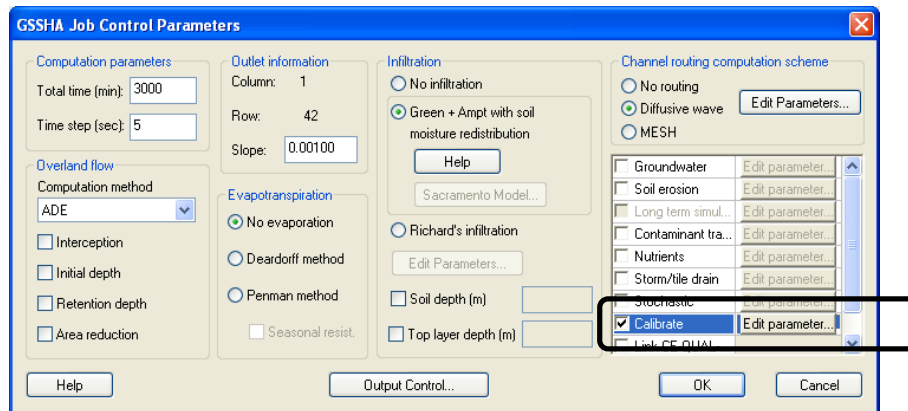 GSSHA Job Control Parameters
Computation parameters
Total time (min): 3000
Time step (sec): 5
Overland flow
Computation method
ADE
Interception
Initial depth
Retention depth
Area reduction
Outlet information
Column: 1
Row: 42
Slope: 0.00100
Evapotranspiration
No evaporation
Deardorff method
Penman method
Seasonal resist.
Infiltration
No infiltration
Green + Ampt with soil
moisture redistribution
Help
Sacramento Model...
Richard's infiltration
Edit Parameters...
Soil depth (m)
Top layer depth (m)
Channel routing computation scheme
No routing
Diffusive wave
MESH
Edit Parameters...
Groundwater Edit parameter...
Soil erosion Edit parameter...
Long term simul... Edit parameter...
Contaminant tra... Edit parameter...
Nutrients Edit parameter...
Storm/tile drain Edit parameter...
Stochastic Edit parameter...
Calibrate Edit parameter...
Link CE-QUAL-
Help
Output Control...
OK
Cancel